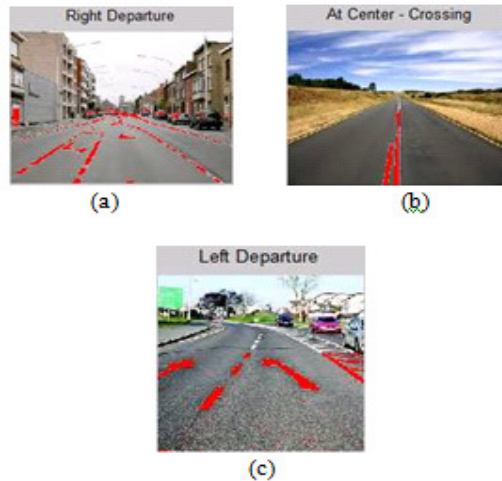 Right Departure
At Center - Crossing
(a)
(b)
Left Departure
(c)